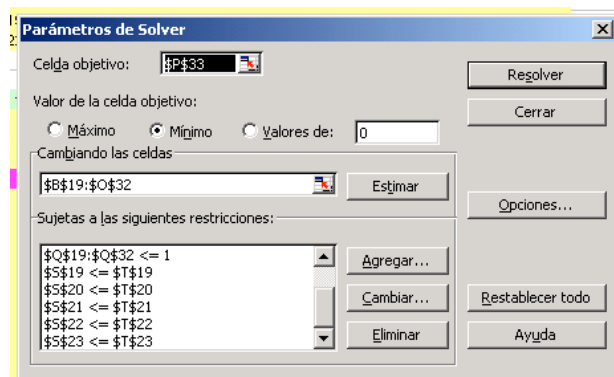 Parámetros de Solver
Celda objetivo: $P$33 Resolver
Valor de la celda objetivo: Cerrar
Máximo Mínimo Valores de: 0
Cambiando las celdas
$B$19:$O$32 Estimar Opciones...
Sujetas a las siguientes restricciones:
$Q$19:$Q$32 <= 1 Agregar...
$S$19 <= $T$19
$S$20 <= $T$20 Cambiar... Restablecer todo
$S$21 <= $T$21
$S$22 <= $T$22 Eliminar Ayuda
$S$23 <= $T$23